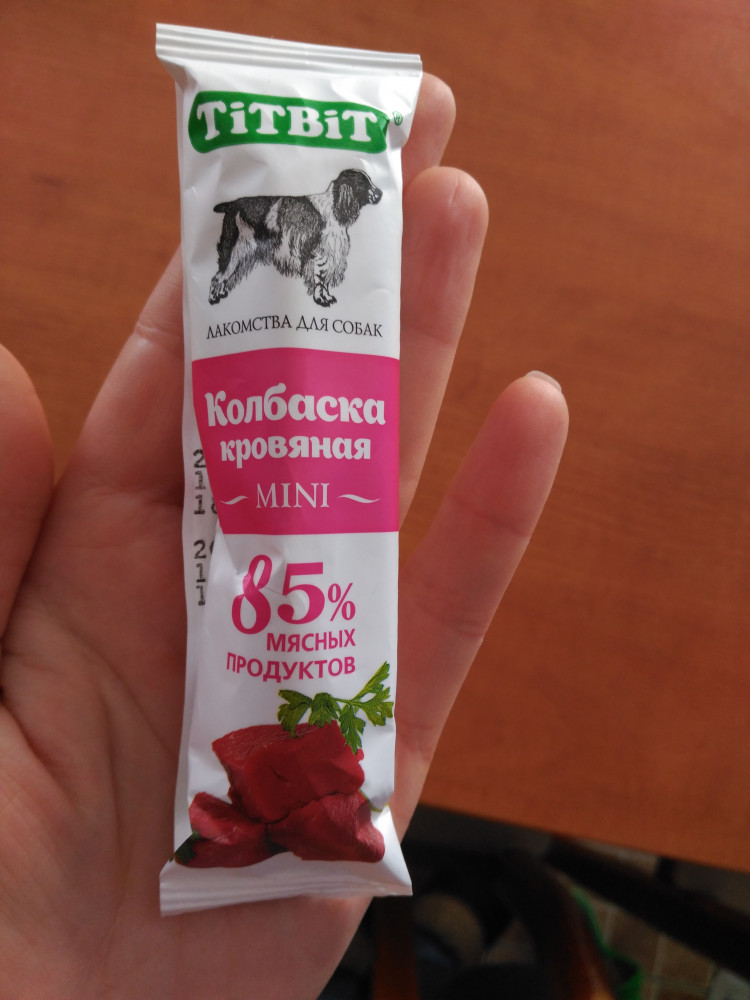 TiTBiT®
ЛАКОМСТВА ДЛЯ СОБАК
Колбаска
кровяная
MINI
85%
МЯСНЫХ
ПРОДУКТОВ